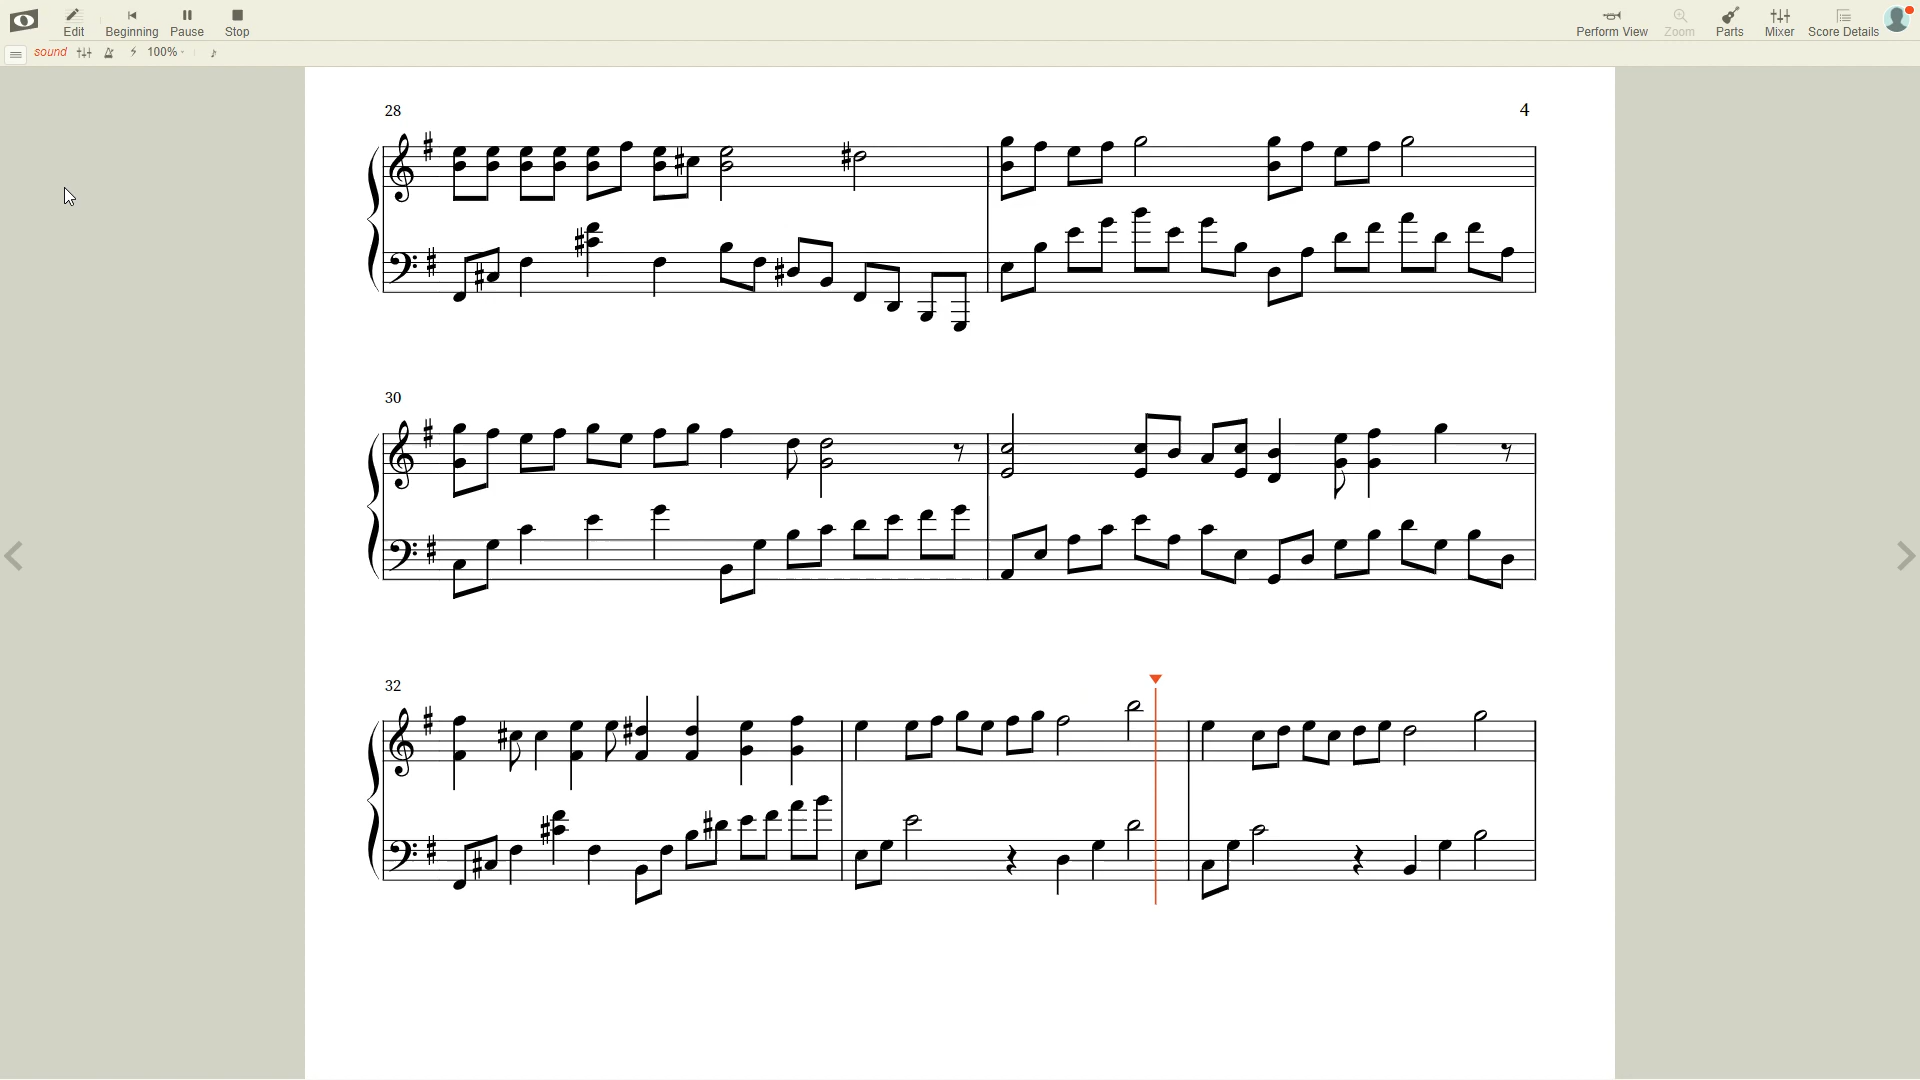 Edit Beginning Pause Stop Perform View Zoom Parts Mixer Score Details
sound 100%
28 4
30
32